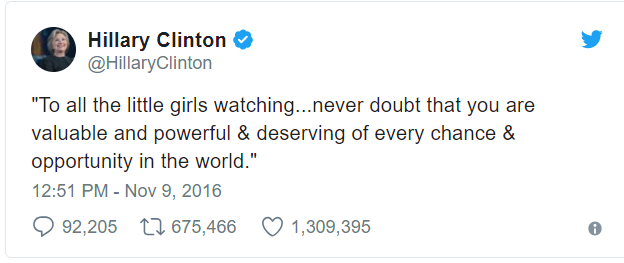 Hillary Clinton
@HillaryClinton
"To all the little girls watching...never doubt that you are
valuable and powerful & deserving of every chance &
opportunity in the world."
12:51 PM - Nov 9, 2016
92,205 675,466 1,309,395